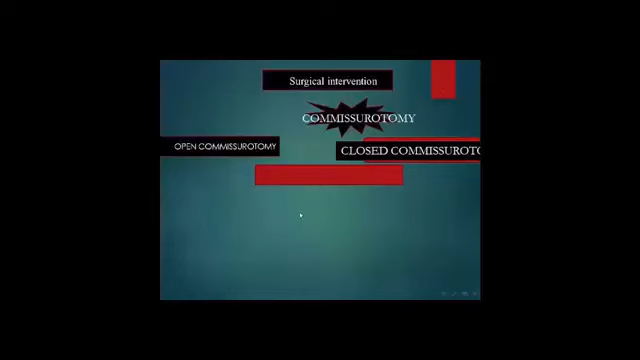 Surgical intervention
COMMISSUROTOMY
OPEN COMMISSUROTOMY
CLOSED COMMISSUROTO